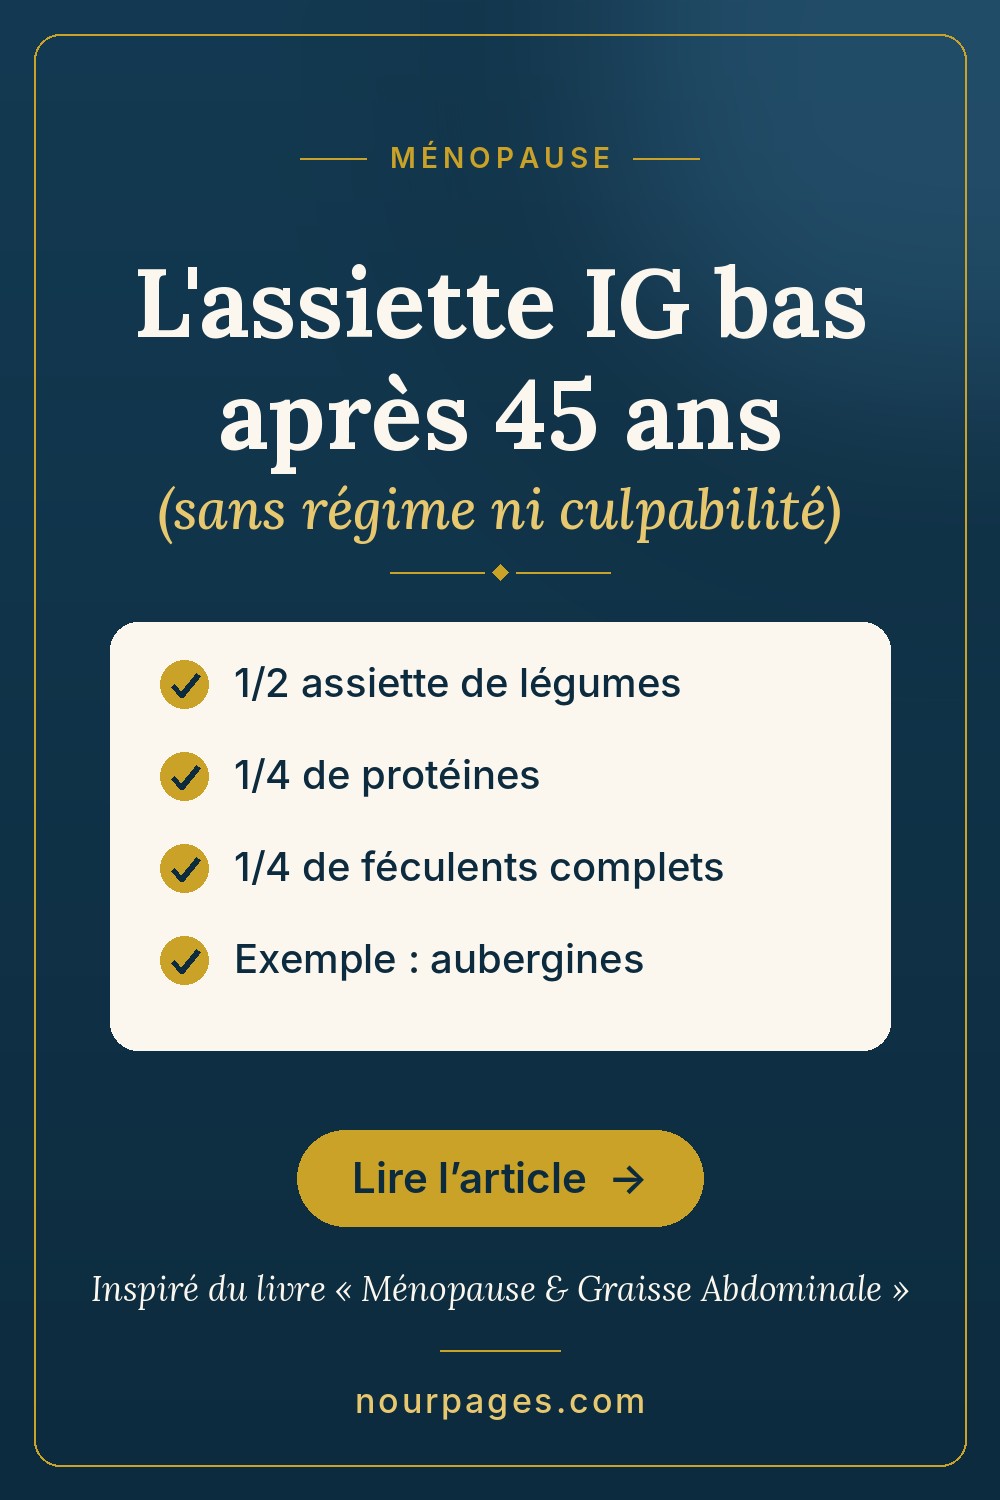 MÉNOPAUSE
L'assiette IG bas
après 45 ans
(sans régime ni culpabilité)
1/2 assiette de légumes
1/4 de protéines
1/4 de féculents complets
Exemple : aubergines
Lire l’article →
Inspiré du livre « Ménopause & Graisse Abdominale »
nourpages.com